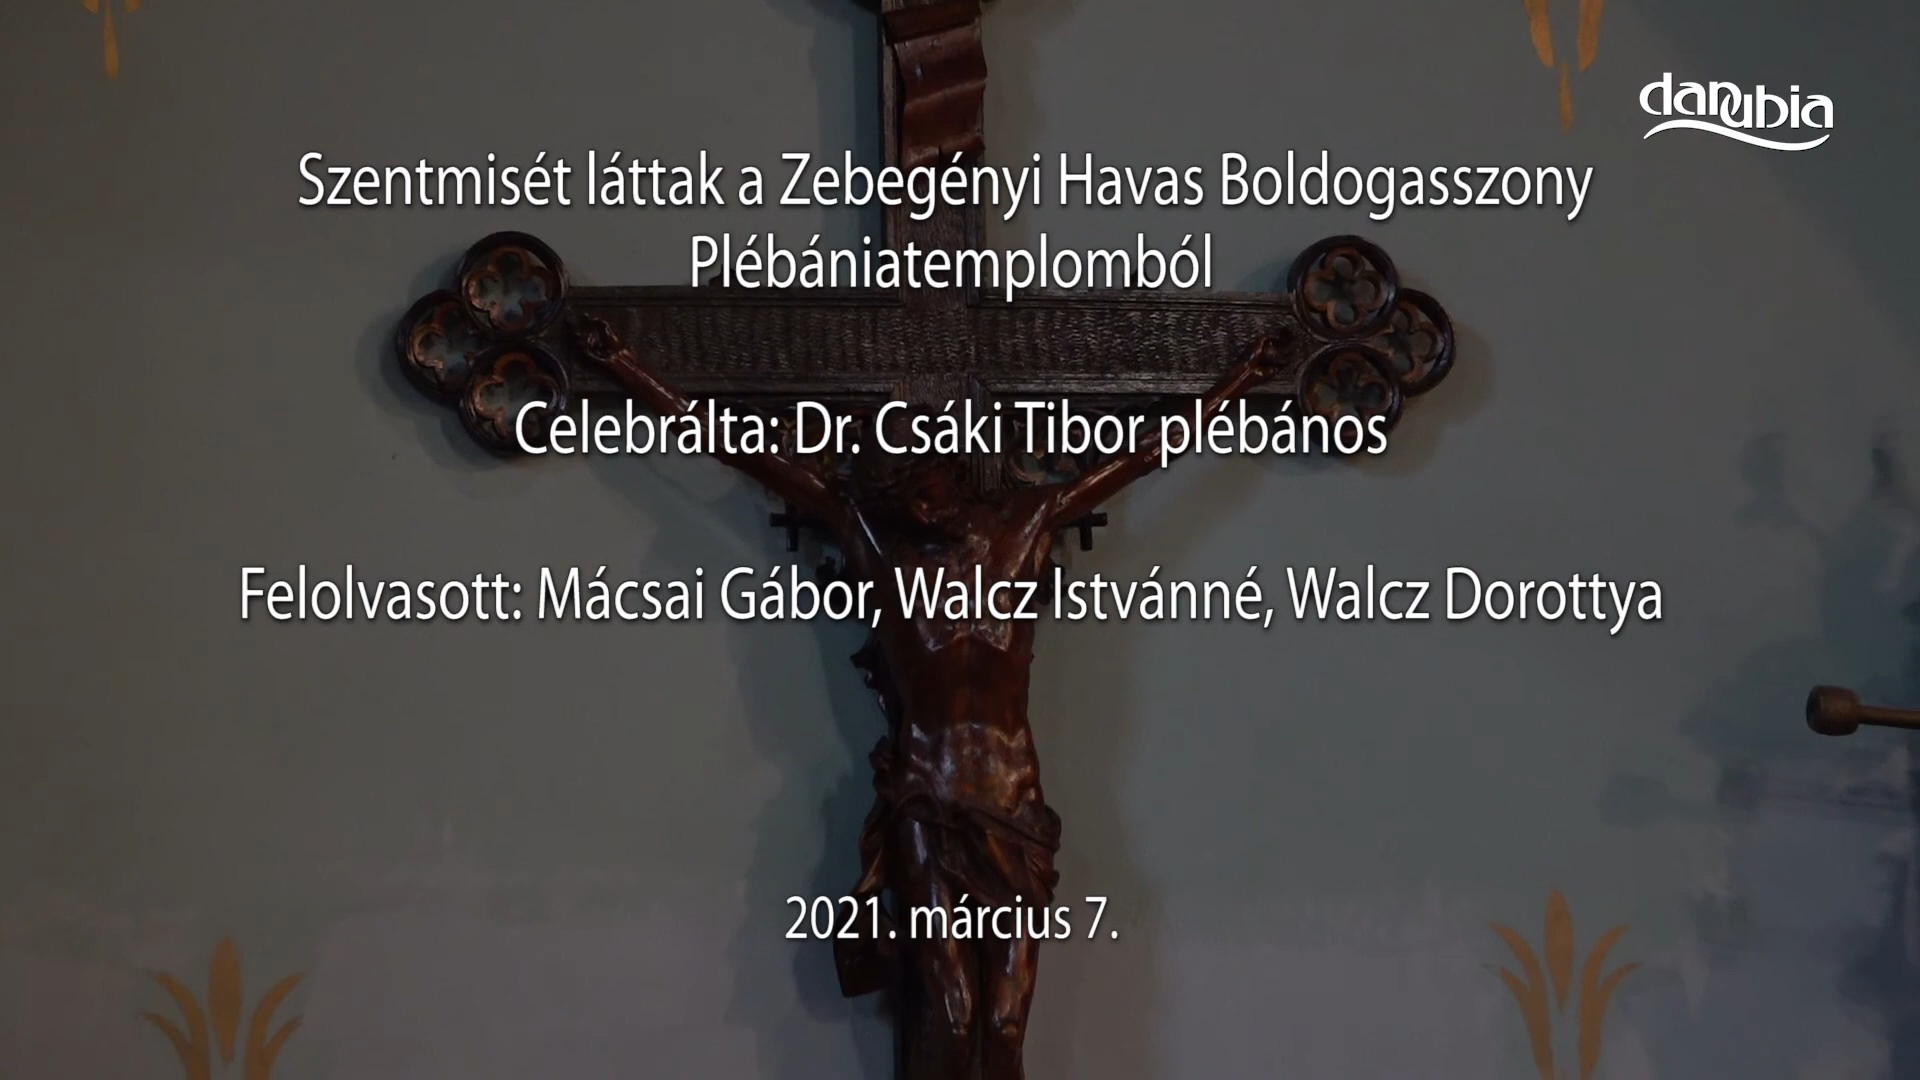 danubia
Szentmisét láttak a Zebegényi Havas Boldogasszony
Plébániatemplomból
Celebrálta: Dr. Csáki Tibor plébános
Felolvasott: Mácsai Gábor, Walcz Istvánné, Walcz Dorottya
2021. március 7.